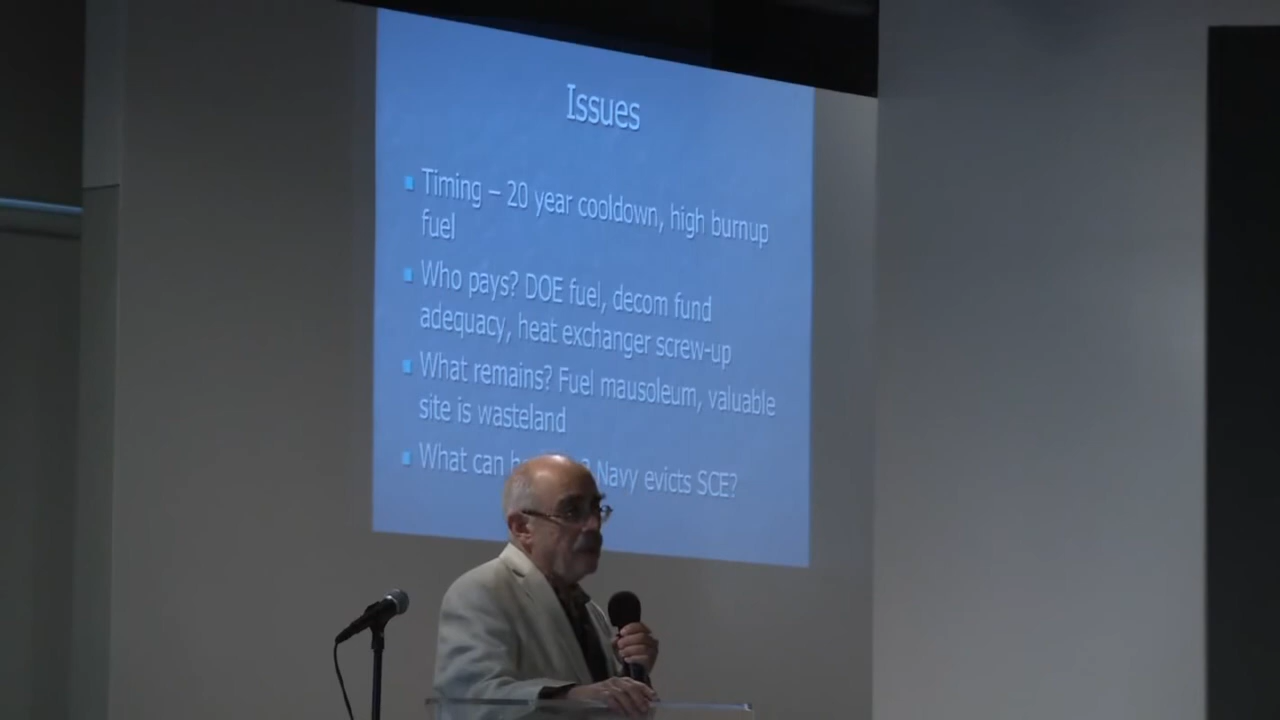 Issues
Timing – 20 year cooldown, high burnup
fuel
Who pays? DOE fuel, decom fund
adequacy, heat exchanger screw-up
What remains? Fuel mausoleum, valuable
site is wasteland
What can Navy evicts SCE?